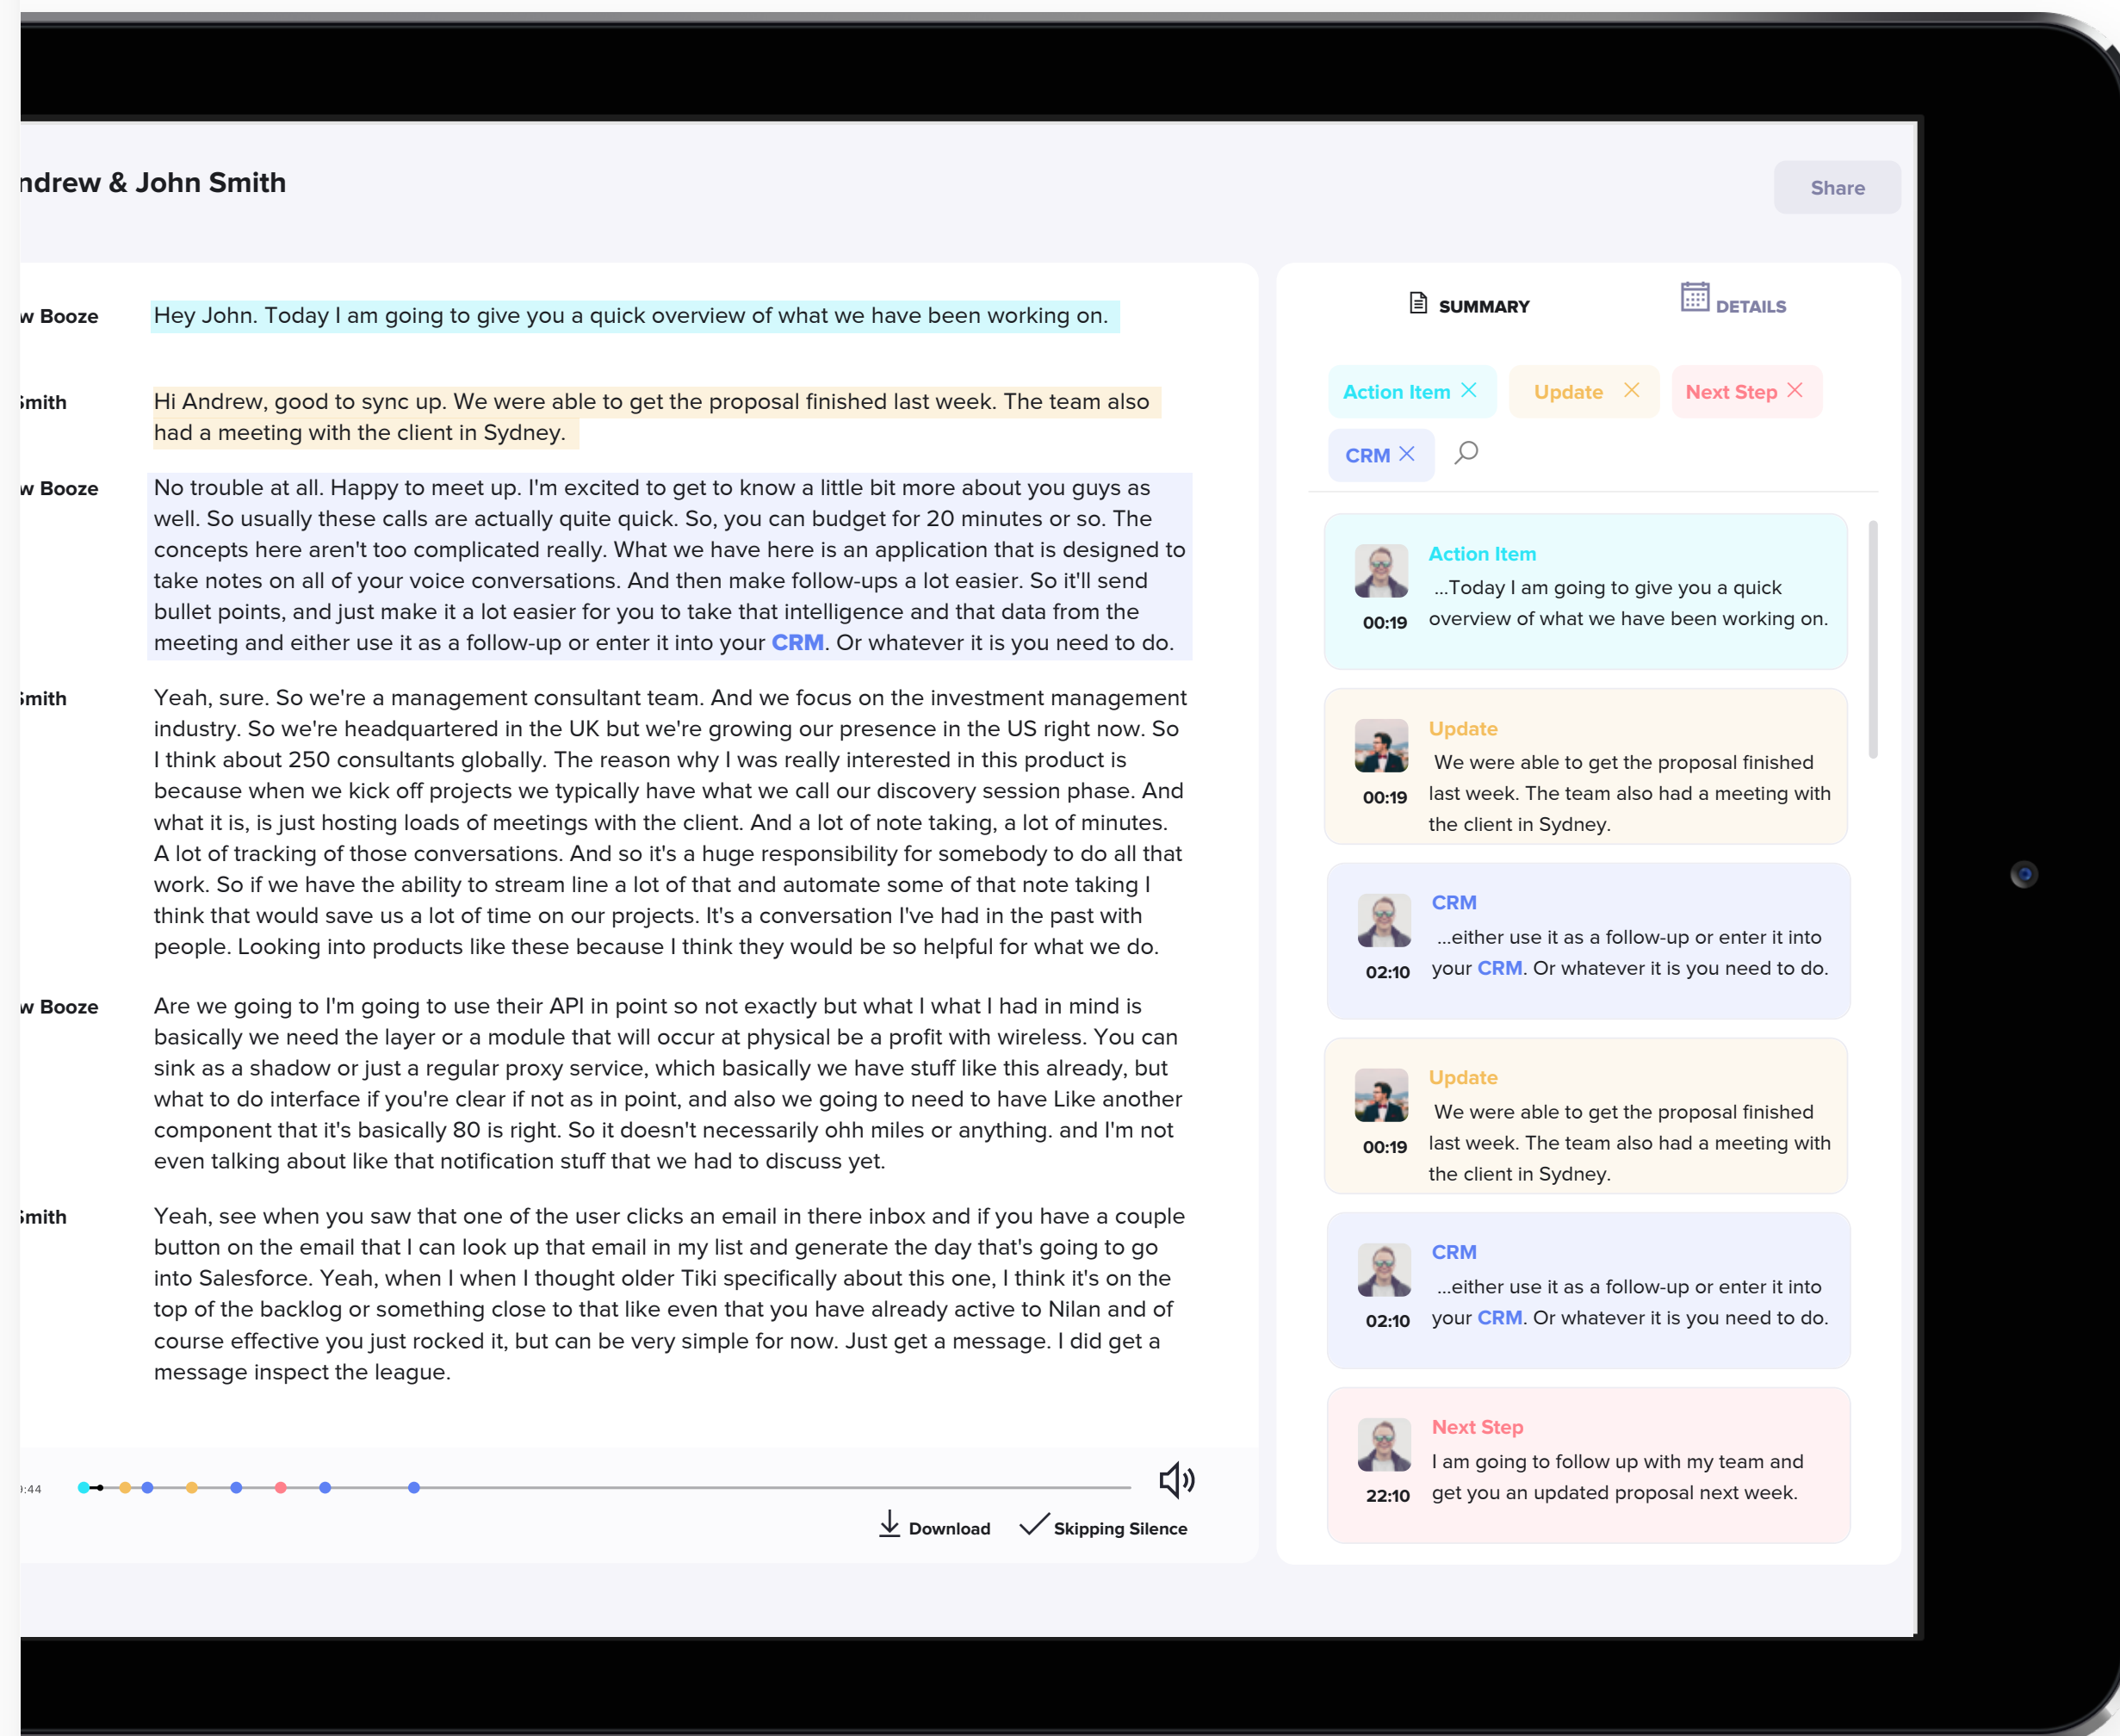 ndrew & John Smith
Share
w Booze
Hey John. Today I am going to give you a quick overview of what we have been working on.
Smith
Hi Andrew, good to sync up. We were able to get the proposal finished last week. The team also
had a meeting with the client in Sydney.
w Booze
No trouble at all. Happy to meet up. I'm excited to get to know a little bit more about you guys as
well. So usually these calls are actually quite quick. So, you can budget for 20 minutes or so. The
concepts here aren't too complicated really. What we have here is an application that is designed to
take notes on all of your voice conversations. And then make follow-ups a lot easier. So it'll send
bullet points, and just make it a lot easier for you to take that intelligence and that data from the
meeting and either use it as a follow-up or enter it into your CRM. Or whatever it is you need to do.
Smith
Yeah, sure. So we're a management consultant team. And we focus on the investment management
industry. So we're headquartered in the UK but we're growing our presence in the US right now. So
I think about 250 consultants globally. The reason why I was really interested in this product is
because when we kick off projects we typically have what we call our discovery session phase. And
what it is, is just hosting loads of meetings with the client. And a lot of note taking, a lot of minutes.
A lot of tracking of those conversations. And so it's a huge responsibility for somebody to do all that
work. So if we have the ability to stream line a lot of that and automate some of that note taking I
think that would save us a lot of time on our projects. It's a conversation I've had in the past with
people. Looking into products like these because I think they would be so helpful for what we do.
w Booze
Are we going to I'm going to use their API in point so not exactly but what I what I had in mind is
basically we need the layer or a module that will occur at physical be a profit with wireless. You can
sink as a shadow or just a regular proxy service, which basically we have stuff like this already, but
what to do interface if you're clear if not as in point, and also we going to need to have Like another
component that it's basically 80 is right. So it doesn't necessarily ohh miles or anything. and I'm not
even talking about like that notification stuff that we had to discuss yet.
Smith
Yeah, see when you saw that one of the user clicks an email in there inbox and if you have a couple
button on the email that I can look up that email in my list and generate the day that's going to go
into Salesforce. Yeah, when I when I thought older Tiki specifically about this one, I think it's on the
top of the backlog or something close to that like even that you have already active to Nilan and of
course effective you just rocked it, but can be very simple for now. Just get a message. I did get a
message inspect the league.
:44
Download
Skipping Silence
SUMMARY
DETAILS
Action Item
Update
Next Step
CRM
Action Item
...Today I am going to give you a quick
overview of what we have been working on.
00:19
Update
We were able to get the proposal finished
last week. The team also had a meeting with
the client in Sydney.
00:19
CRM
...either use it as a follow-up or enter it into
your CRM. Or whatever it is you need to do.
02:10
Update
We were able to get the proposal finished
last week. The team also had a meeting with
the client in Sydney.
00:19
CRM
...either use it as a follow-up or enter it into
your CRM. Or whatever it is you need to do.
02:10
Next Step
I am going to follow up with my team and
get you an updated proposal next week.
22:10